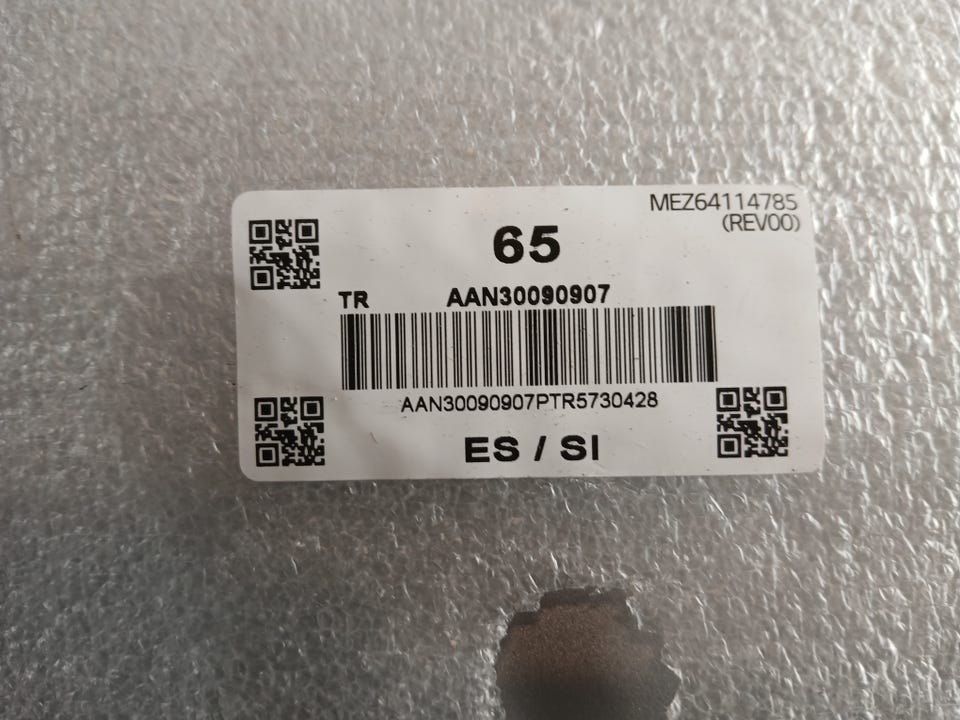 MEZ64114785
(REV00)
65
TR AAN30090907
AAN30090907PTR5730428
ES / SI